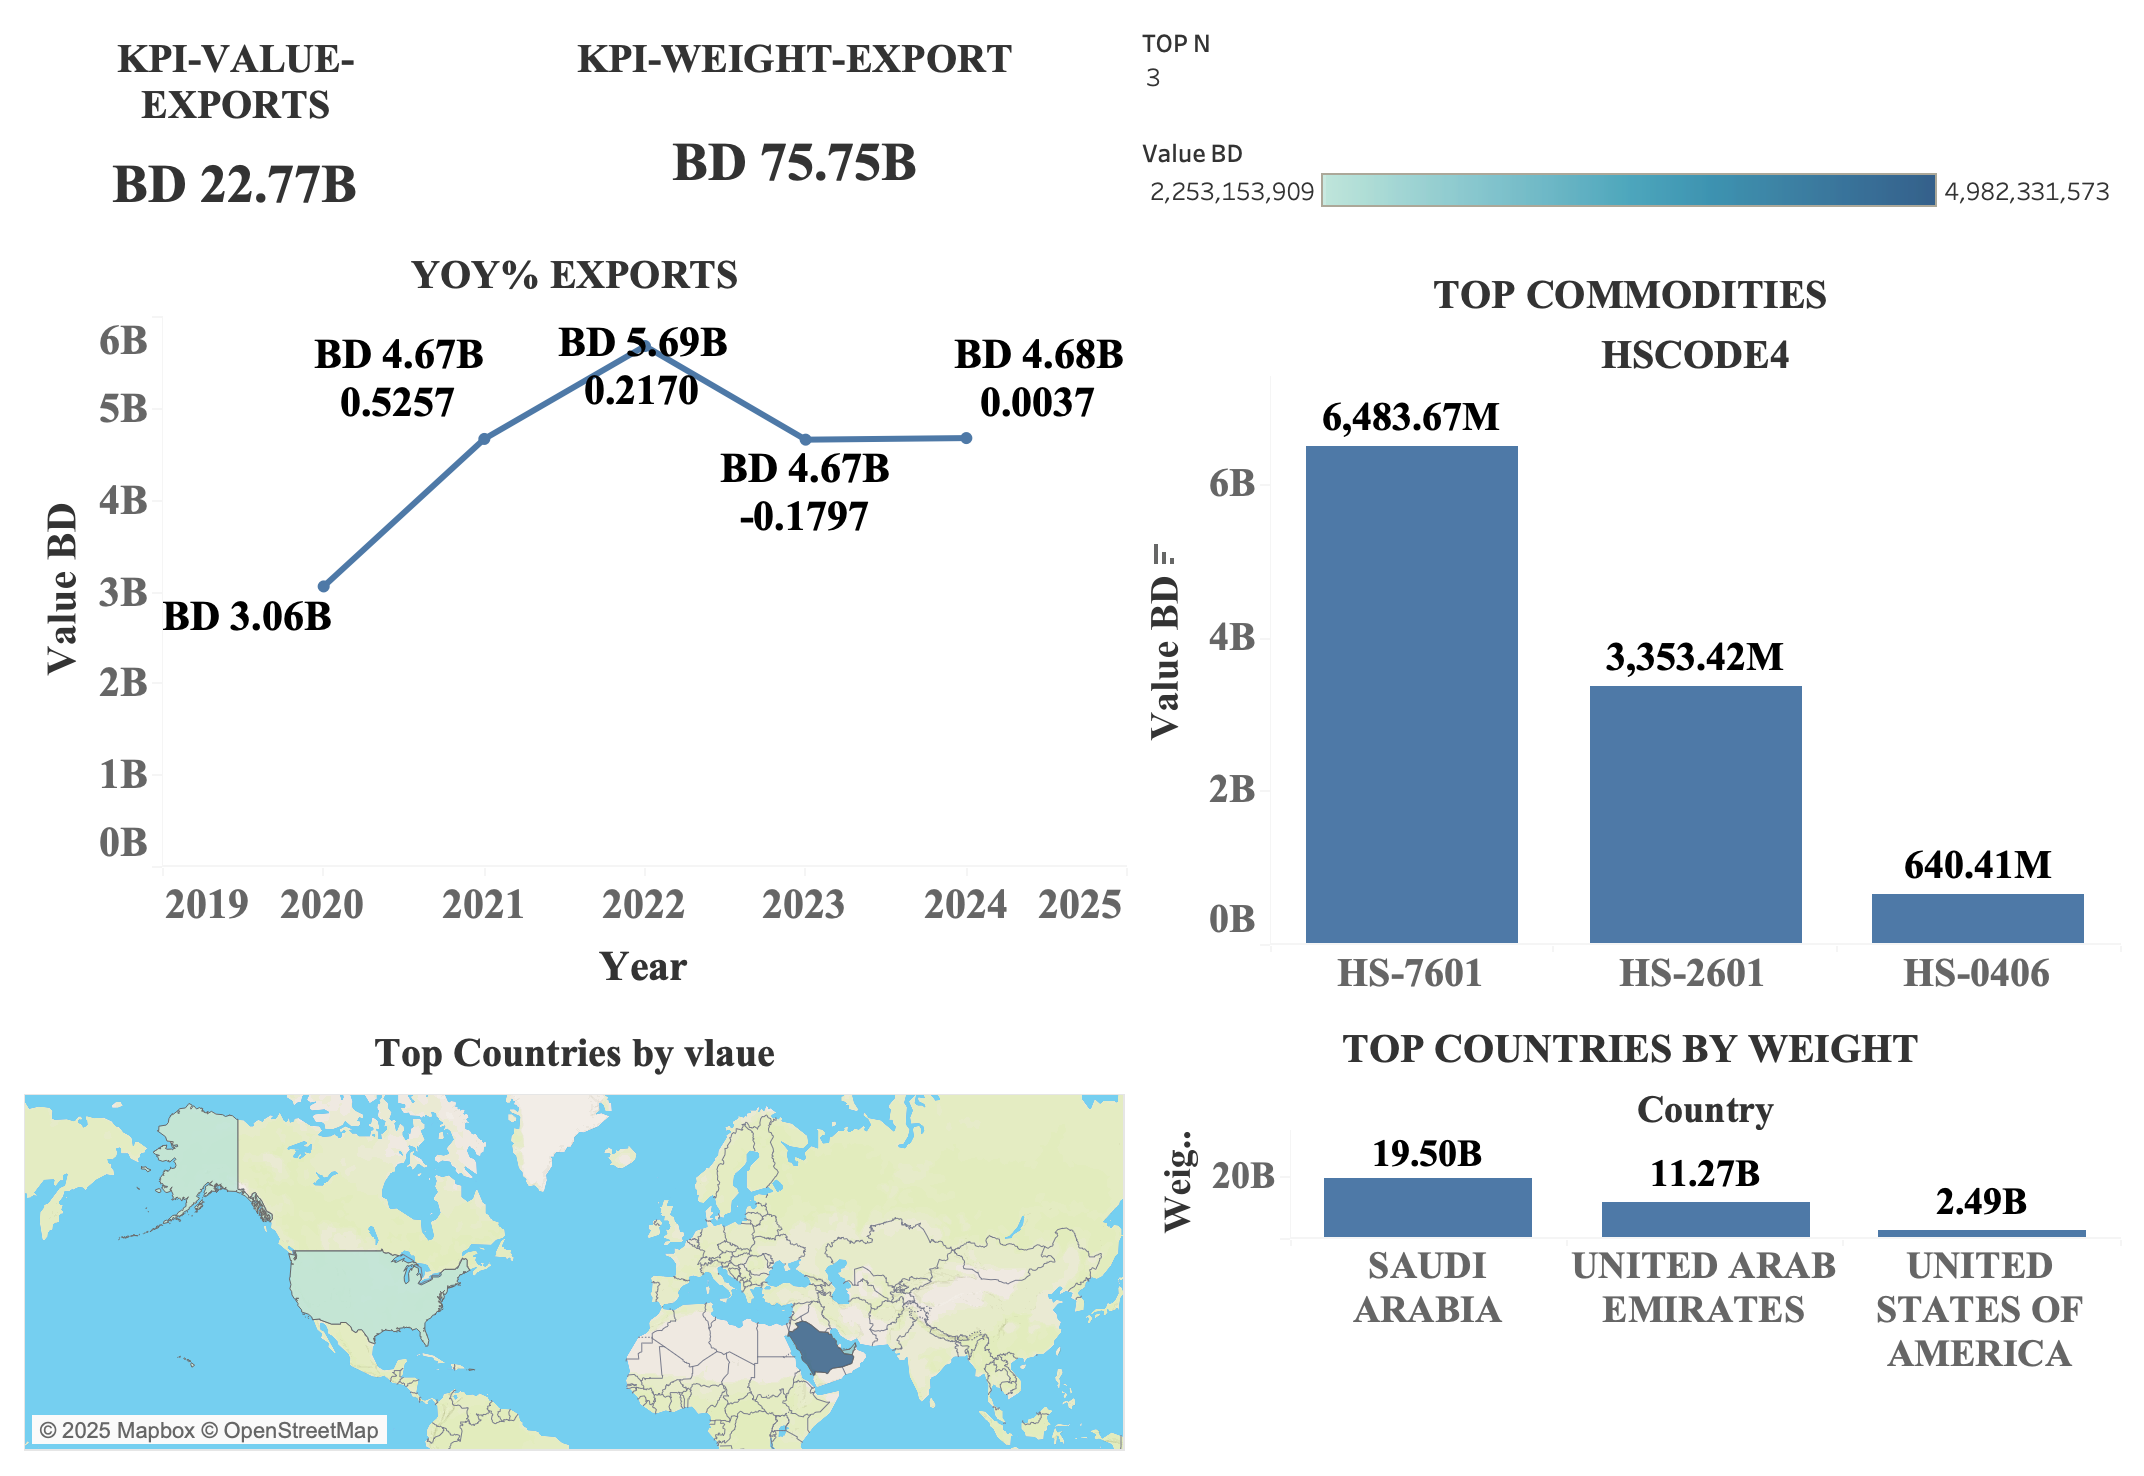 KPI-VALUE-
EXPORTS
BD 22.77B
KPI-WEIGHT-EXPORT
BD 75.75B
TOP N
3
Value BD
2,253,153,909
4,982,331,573
YOY% EXPORTS
Value BD
6B
5B
4B
3B
2B
1B
0B
BD 3.06B
BD 4.67B
0.5257
BD 5.69B
0.2170
BD 4.67B
-0.1797
BD 4.68B
0.0037
2019 2020 2021 2022 2023 2024 2025
Year
TOP COMMODITIES
HSCODE4
Value BD
6B
4B
2B
0B
6,483.67M
3,353.42M
640.41M
HS-7601 HS-2601 HS-0406
Top Countries by vlaue
© 2025 Mapbox © OpenStreetMap
TOP COUNTRIES BY WEIGHT
Country
Weig..
20B
19.50B
11.27B
2.49B
SAUDI
ARABIA
UNITED ARAB
EMIRATES
UNITED
STATES OF
AMERICA